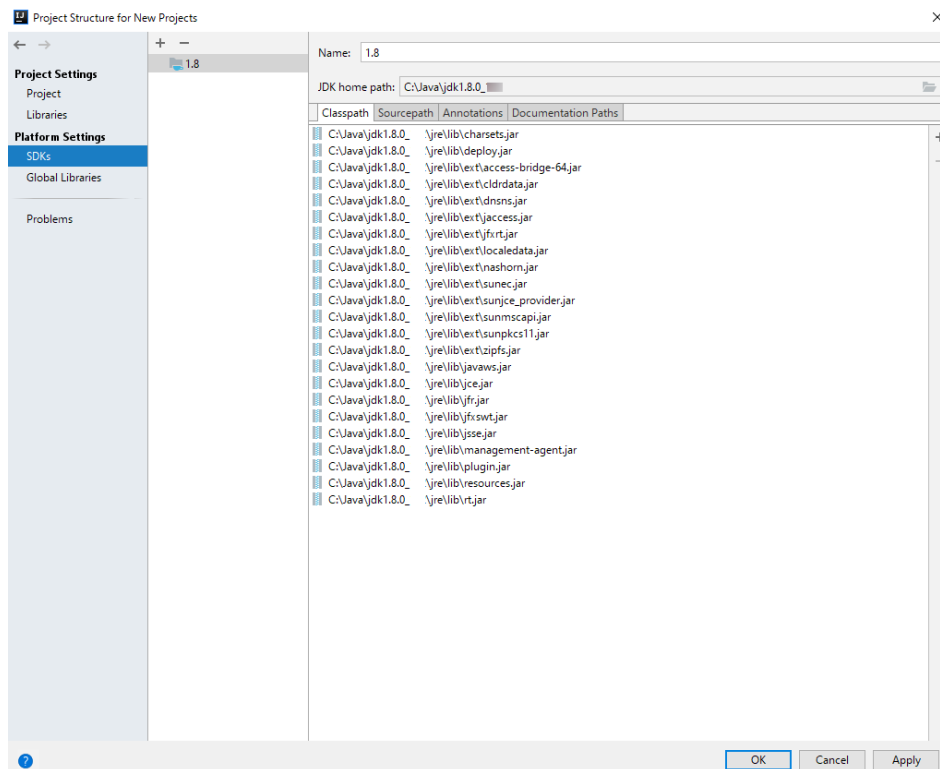 Project Structure for New Projects
Project Settings
Project
Libraries
Platform Settings
SDKs
Global Libraries
Problems
1.8
Name: 1.8
JDK home path: C:\Java\jdk1.8.0_
Classpath Sourcepath Annotations Documentation Paths
C:\Java\jdk1.8.0_ \jre\lib\charsets.jar
C:\Java\jdk1.8.0_ \jre\lib\deploy.jar
C:\Java\jdk1.8.0_ \jre\lib\ext\access-bridge-64.jar
C:\Java\jdk1.8.0_ \jre\lib\ext\cldrdata.jar
C:\Java\jdk1.8.0_ \jre\lib\ext\dnsns.jar
C:\Java\jdk1.8.0_ \jre\lib\ext\jaccess.jar
C:\Java\jdk1.8.0_ \jre\lib\ext\jfxrt.jar
C:\Java\jdk1.8.0_ \jre\lib\ext\localedata.jar
C:\Java\jdk1.8.0_ \jre\lib\ext\nashorn.jar
C:\Java\jdk1.8.0_ \jre\lib\ext\sunec.jar
C:\Java\jdk1.8.0_ \jre\lib\ext\sunjce_provider.jar
C:\Java\jdk1.8.0_ \jre\lib\ext\sunmscapi.jar
C:\Java\jdk1.8.0_ \jre\lib\ext\sunpkcs11.jar
C:\Java\jdk1.8.0_ \jre\lib\ext\zipfs.jar
C:\Java\jdk1.8.0_ \jre\lib\javaws.jar
C:\Java\jdk1.8.0_ \jre\lib\jce.jar
C:\Java\jdk1.8.0_ \jre\lib\jfr.jar
C:\Java\jdk1.8.0_ \jre\lib\jfxswt.jar
C:\Java\jdk1.8.0_ \jre\lib\jsse.jar
C:\Java\jdk1.8.0_ \jre\lib\management-agent.jar
C:\Java\jdk1.8.0_ \jre\lib\plugin.jar
C:\Java\jdk1.8.0_ \jre\lib\resources.jar
C:\Java\jdk1.8.0_ \jre\lib\rt.jar
OK Cancel Apply